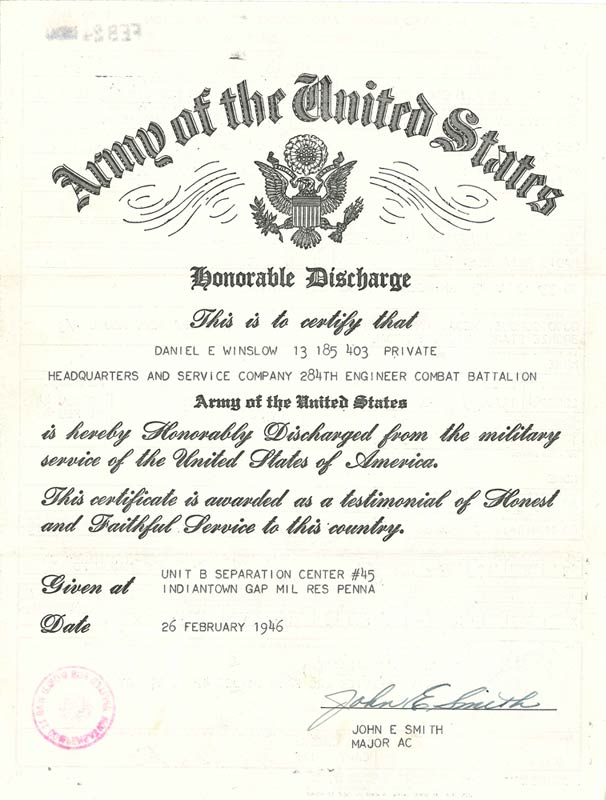 Army of the United States
Honorable Discharge
This is to certify that
DANIEL E WINSLOW 13 185 403 PRIVATE
HEADQUARTERS AND SERVICE COMPANY 284TH ENGINEER COMBAT BATTALION
Army of the United States
is hereby Honorably Discharged from the military
service of the United States of America.
This certificate is awarded as a testimonial of Honest
and Faithful Service to this country.
Given at UNIT B SEPARATION CENTER #45
INDIANTOWN GAP MIL RES PENNA
Date 26 FEBRUARY 1946
John E Smith
JOHN E SMITH
MAJOR AC